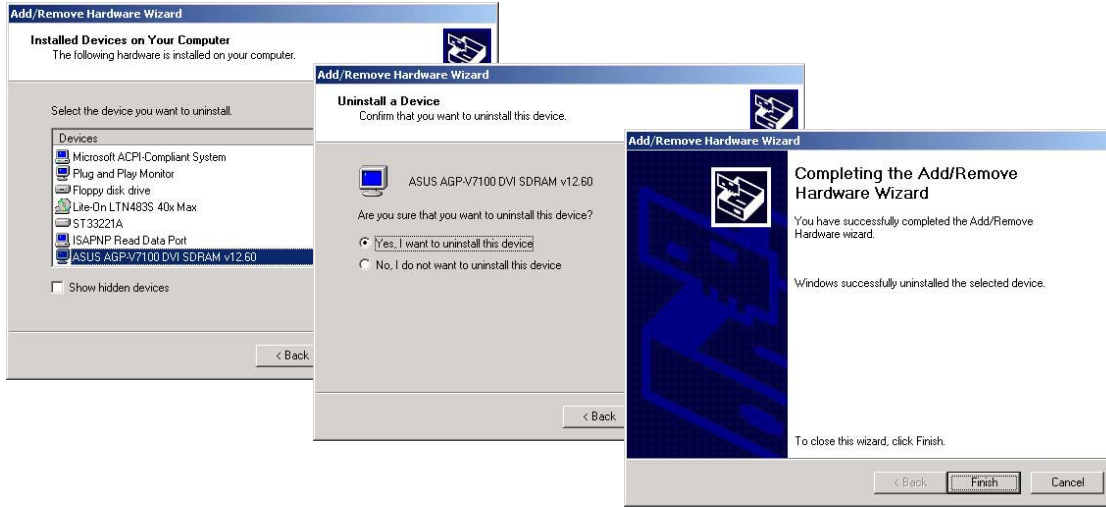 Add/Remove Hardware Wizard
Installed Devices on Your Computer
The following hardware is installed on your computer.
Select the device you want to uninstall.
Devices
Microsoft ACPI-Compliant System
Plug and Play Monitor
Floppy disk drive
Lite-On LTN483S 40x Max
ST33221A
ISAPNP Read Data Port
ASUS AGP-V7100 DVI SDRAM v12.60
Show hidden devices
< Back
Add/Remove Hardware Wizard
Uninstall a Device
Confirm that you want to uninstall this device.
ASUS AGP-V7100 DVI SDRAM v12.60
Are you sure that you want to uninstall this device?
Yes, I want to uninstall this device
No, I do not want to uninstall this device
< Back
Add/Remove Hardware Wizard
Completing the Add/Remove
Hardware Wizard
You have successfully completed the Add/Remove
Hardware wizard.
Windows successfully uninstalled the selected device.
To close this wizard, click Finish.
< Back
Finish
Cancel